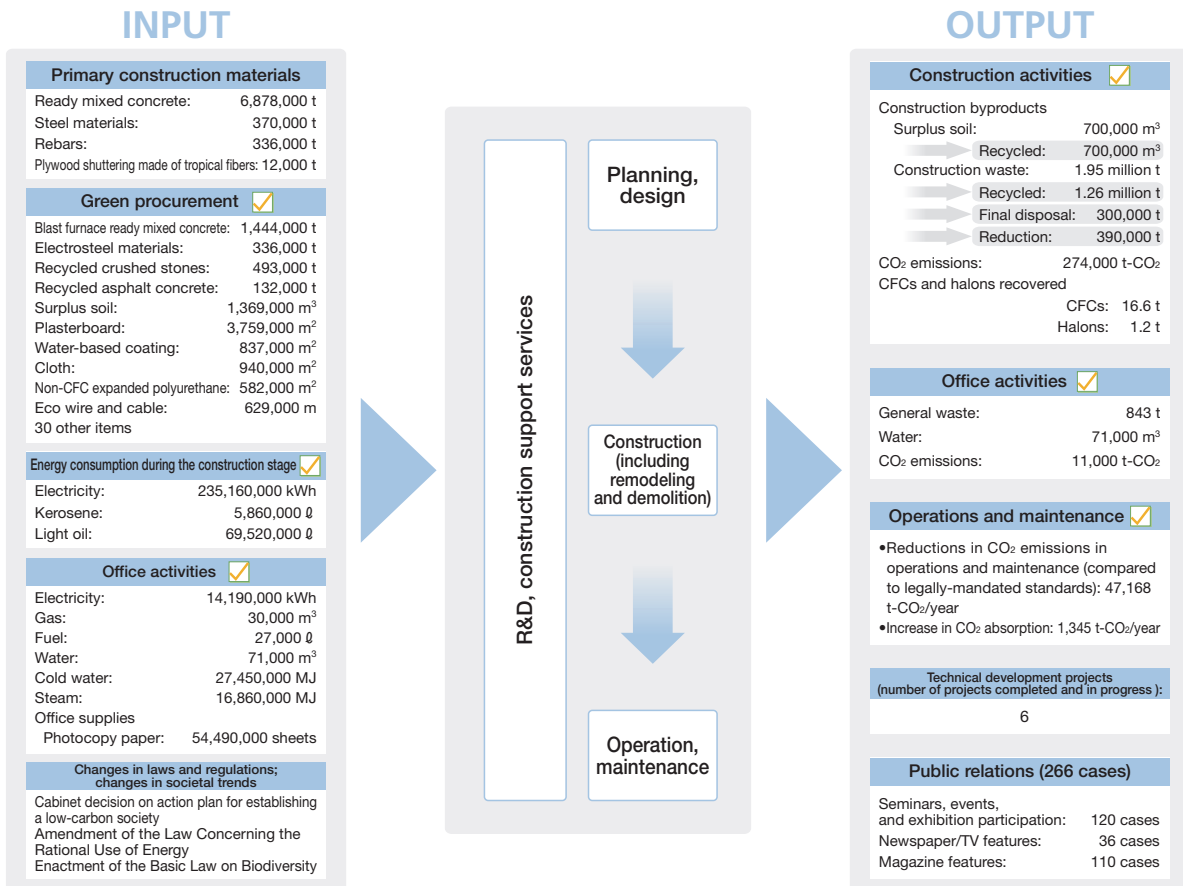 INPUT
Primary construction materials
Ready mixed concrete: 6,878,000 t
Steel materials: 370,000 t
Rebars: 336,000 t
Plywood shuttering made of tropical fibers: 12,000 t
Green procurement
Blast furnace ready mixed concrete: 1,444,000 t
Electrosteel materials: 336,000 t
Recycled crushed stones: 493,000 t
Recycled asphalt concrete: 132,000 t
Surplus soil: 1,369,000 m³
Plasterboard: 3,759,000 m²
Water-based coating: 837,000 m²
Cloth: 940,000 m²
Non-CFC expanded polyurethane: 582,000 m²
Eco wire and cable: 629,000 m
30 other items
Energy consumption during the construction stage
Electricity: 235,160,000 kWh
Kerosene: 5,860,000 ℓ
Light oil: 69,520,000 ℓ
Office activities
Electricity: 14,190,000 kWh
Gas: 30,000 m³
Fuel: 27,000 ℓ
Water: 71,000 m³
Cold water: 27,450,000 MJ
Steam: 16,860,000 MJ
Office supplies
Photocopy paper: 54,490,000 sheets
Changes in laws and regulations;
changes in societal trends
Cabinet decision on action plan for establishing
a low-carbon society
Amendment of the Law Concerning the
Rational Use of Energy
Enactment of the Basic Law on Biodiversity
R&D, construction support services
Planning,
design
Construction
(including
remodeling
and demolition)
Operation,
maintenance
OUTPUT
Construction activities
Construction byproducts
Surplus soil: 700,000 m³
Recycled: 700,000 m³
Construction waste: 1.95 million t
Recycled: 1.26 million t
Final disposal: 300,000 t
Reduction: 390,000 t
CO₂ emissions: 274,000 t-CO₂
CFCs and halons recovered
CFCs: 16.6 t
Halons: 1.2 t
Office activities
General waste: 843 t
Water: 71,000 m³
CO₂ emissions: 11,000 t-CO₂
Operations and maintenance
•Reductions in CO₂ emissions in
operations and maintenance (compared
to legally-mandated standards): 47,168
t-CO₂/year
•Increase in CO₂ absorption: 1,345 t-CO₂/year
Technical development projects
(number of projects completed and in progress ):
6
Public relations (266 cases)
Seminars, events,
and exhibition participation: 120 cases
Newspaper/TV features: 36 cases
Magazine features: 110 cases